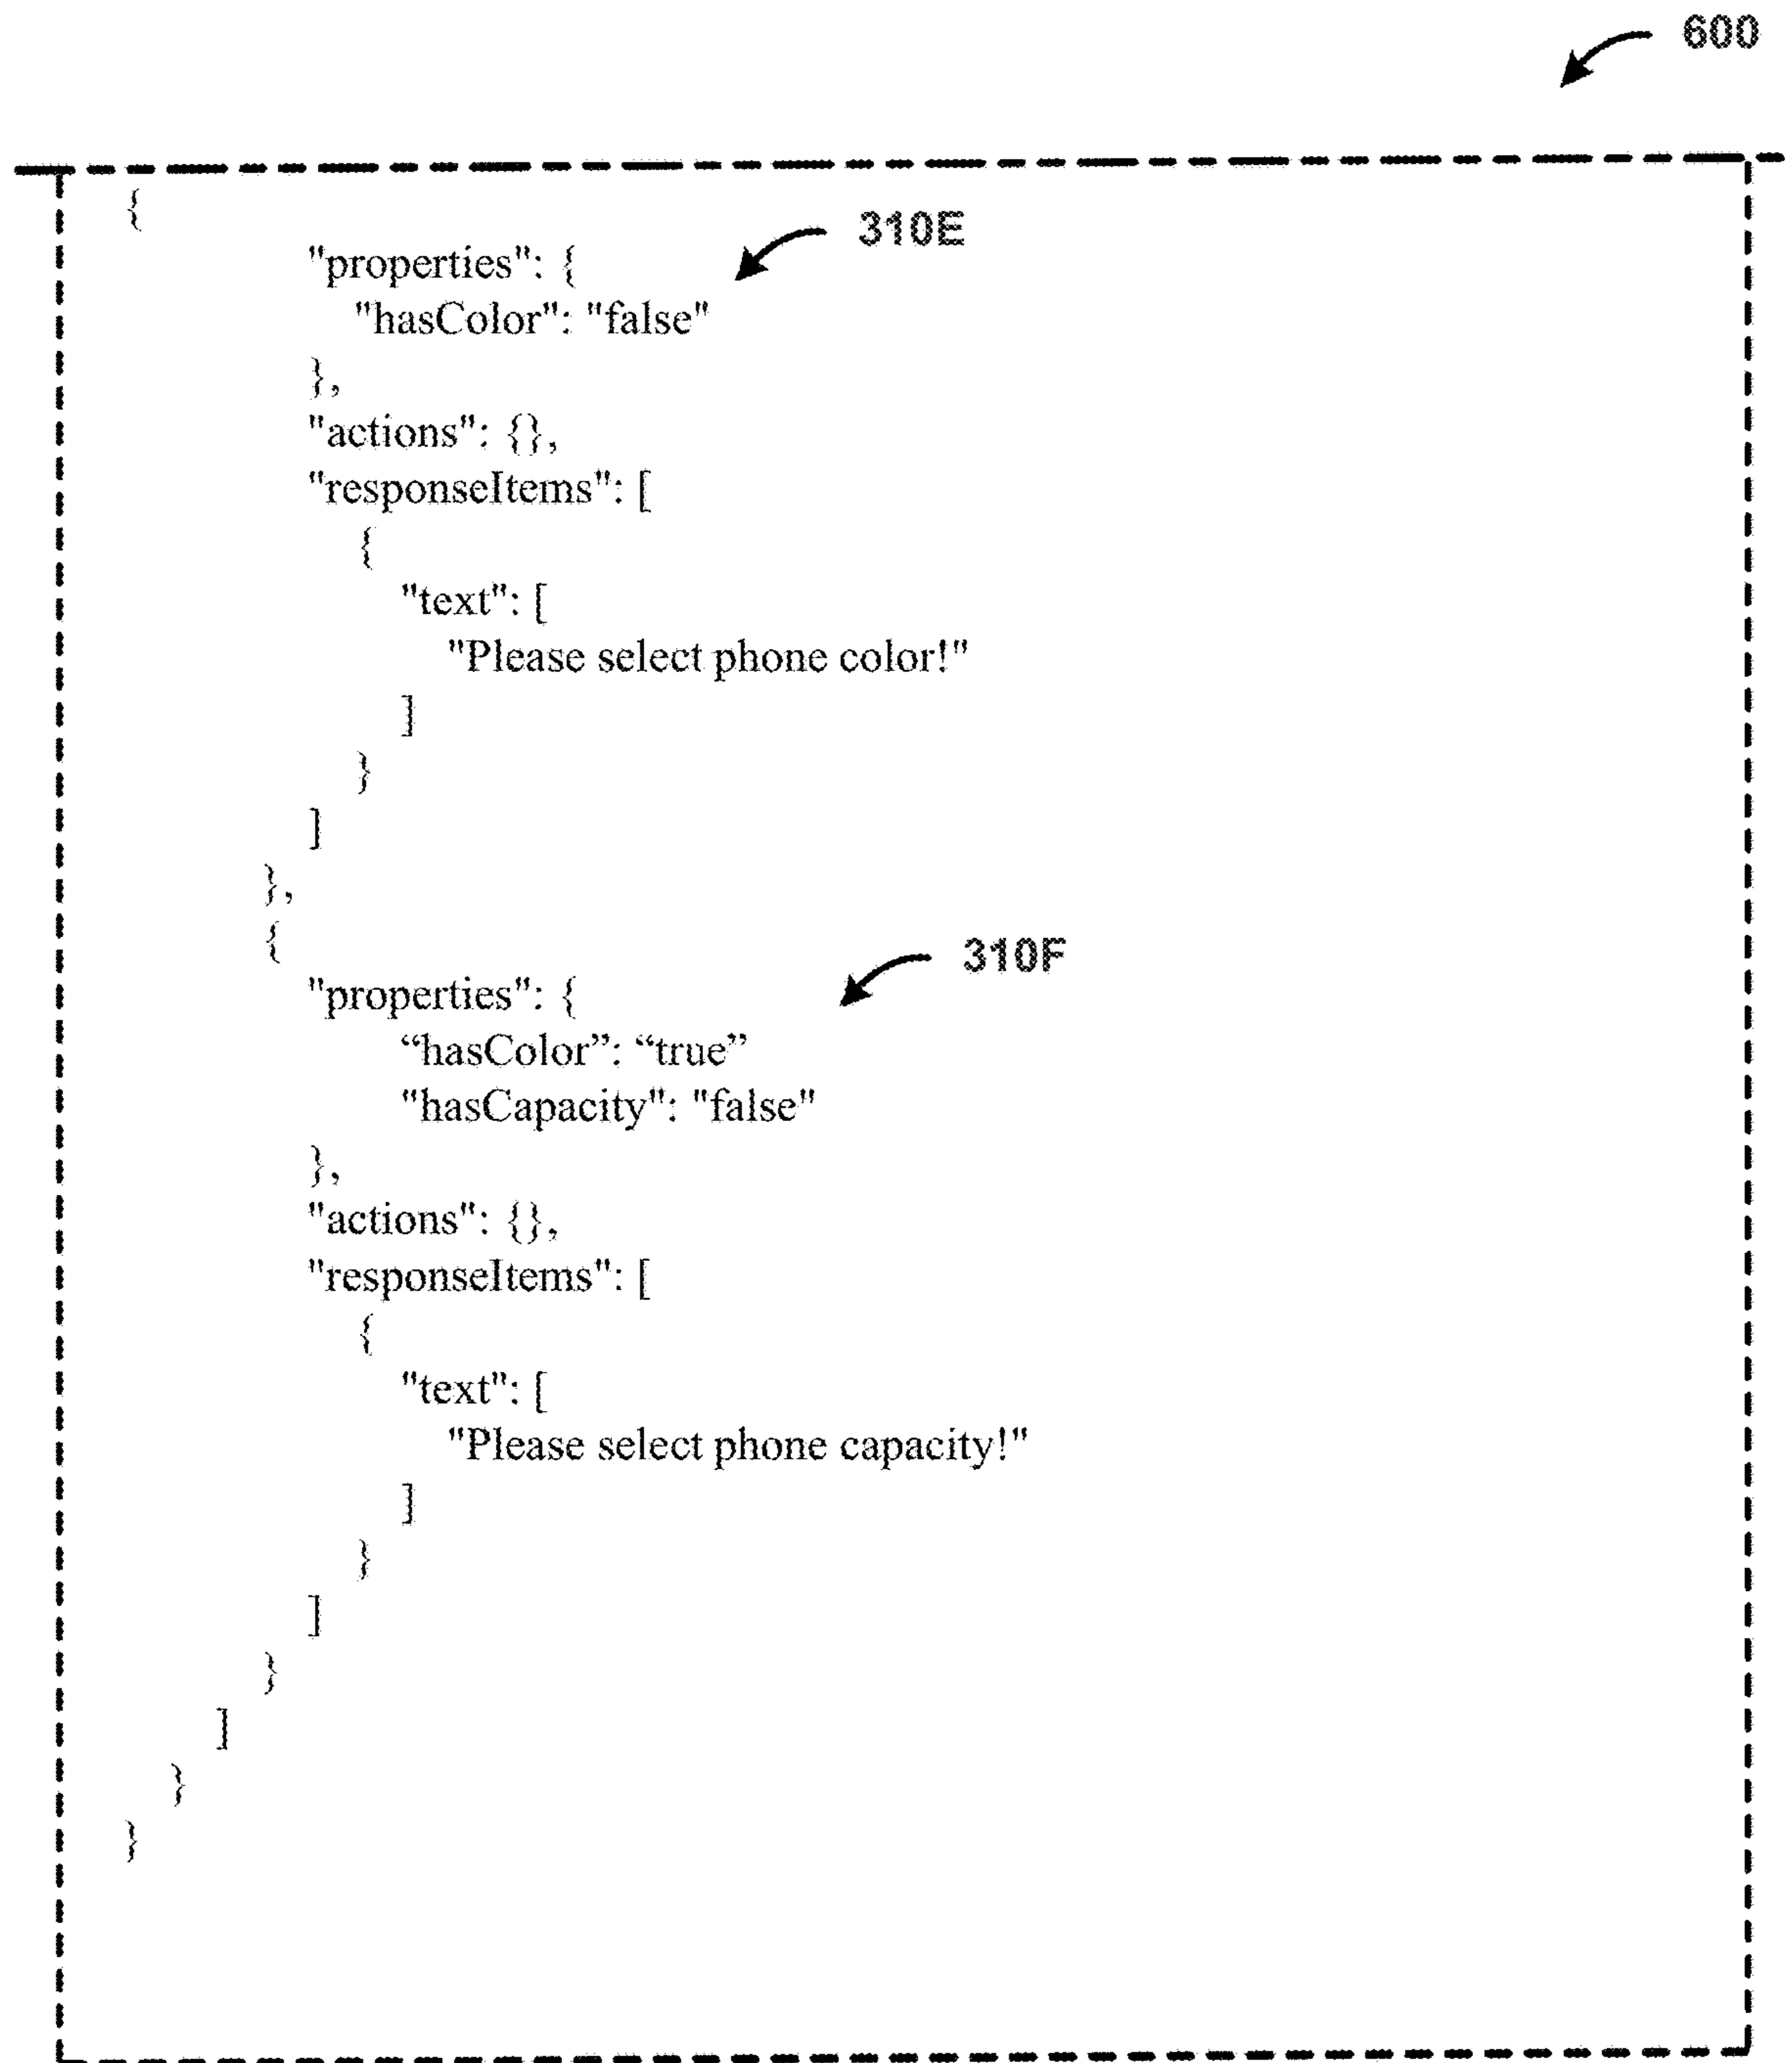 600
{
310E
"properties": {
"hasColor": "false"
},
"actions": {},
"responseItems": [
{
"text": [
"Please select phone color!"
]
}
]
},
{
310F
"properties": {
“hasColor”: “true”
"hasCapacity": "false"
},
"actions": {},
"responseItems": [
{
"text": [
"Please select phone capacity!"
]
}
]
}
]
}
}